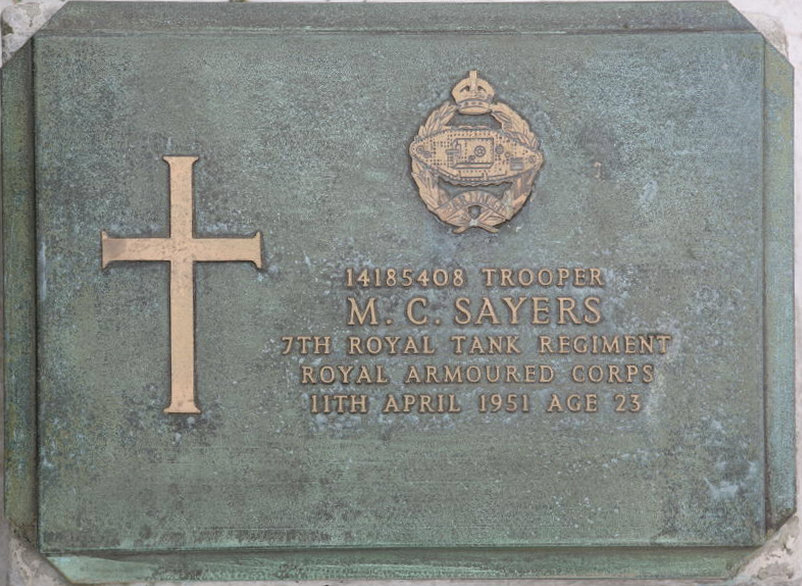 14185408 TROOPER
M. C. SAYERS
7TH ROYAL TANK REGIMENT
ROYAL ARMOURED CORPS
11TH APRIL 1951 AGE 23